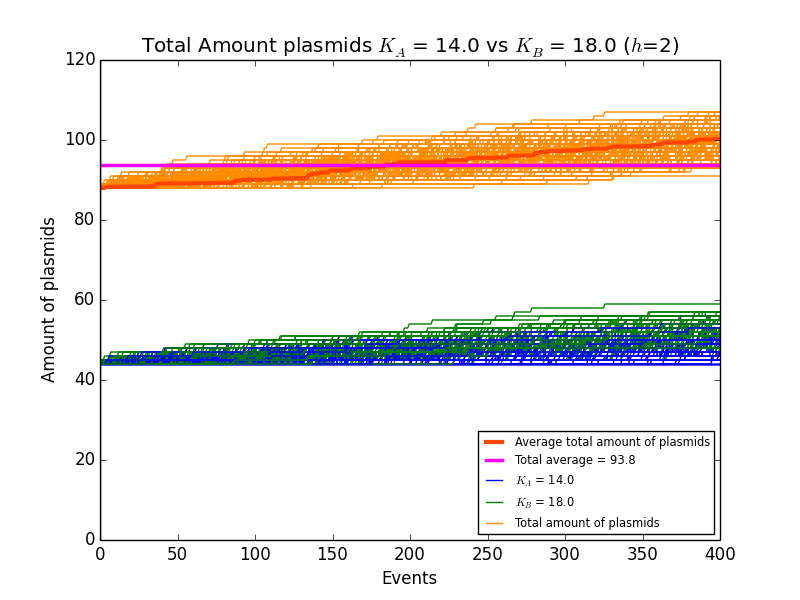 Total Amount plasmids K_A = 14.0 vs K_B = 18.0 (h=2)
120
100
80
60
40
20
0
Amount of plasmids
0 50 100 150 200 250 300 350 400
Events
Average total amount of plasmids
Total average = 93.8
K_A = 14.0
K_B = 18.0
Total amount of plasmids